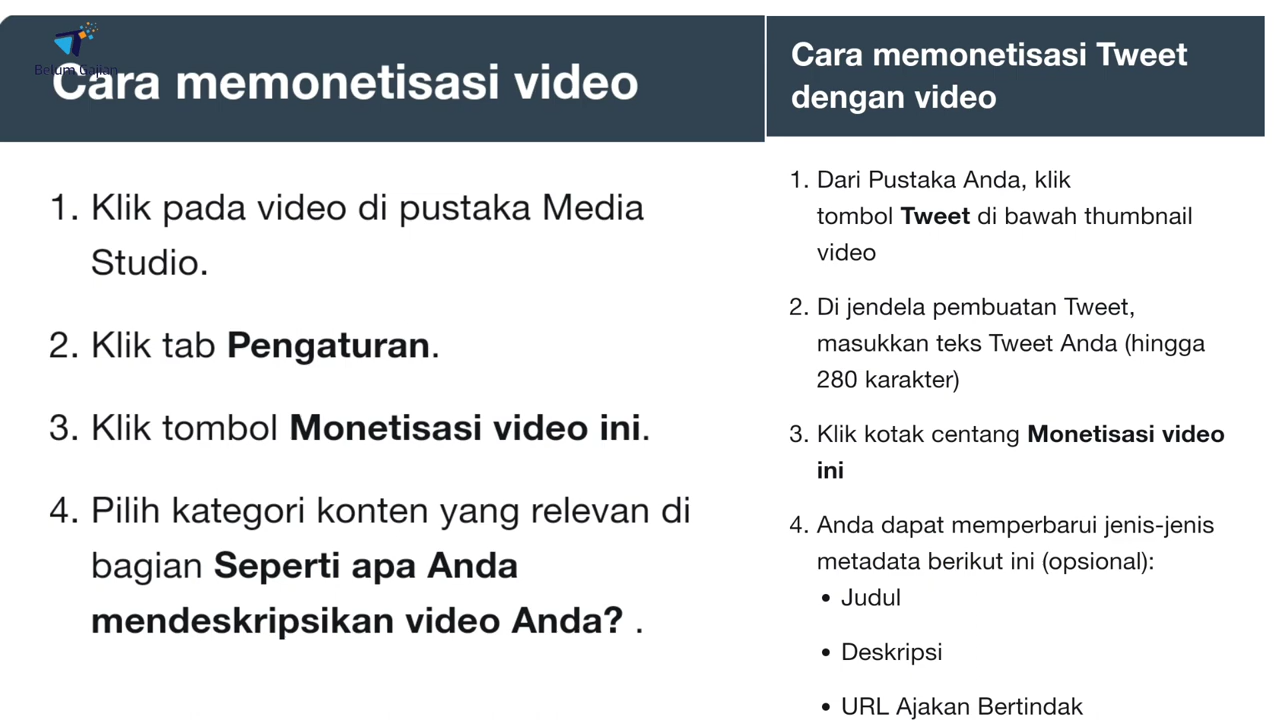 Belum Gajian
Cara memonetisasi video
1. Klik pada video di pustaka Media
Studio.
2. Klik tab Pengaturan.
3. Klik tombol Monetisasi video ini.
4. Pilih kategori konten yang relevan di
bagian Seperti apa Anda
mendeskripsikan video Anda? .
Cara memonetisasi Tweet
dengan video
1. Dari Pustaka Anda, klik
tombol Tweet di bawah thumbnail
video
2. Di jendela pembuatan Tweet,
masukkan teks Tweet Anda (hingga
280 karakter)
3. Klik kotak centang Monetisasi video
ini
4. Anda dapat memperbarui jenis-jenis
metadata berikut ini (opsional):
• Judul
• Deskripsi
• URL Ajakan Bertindak